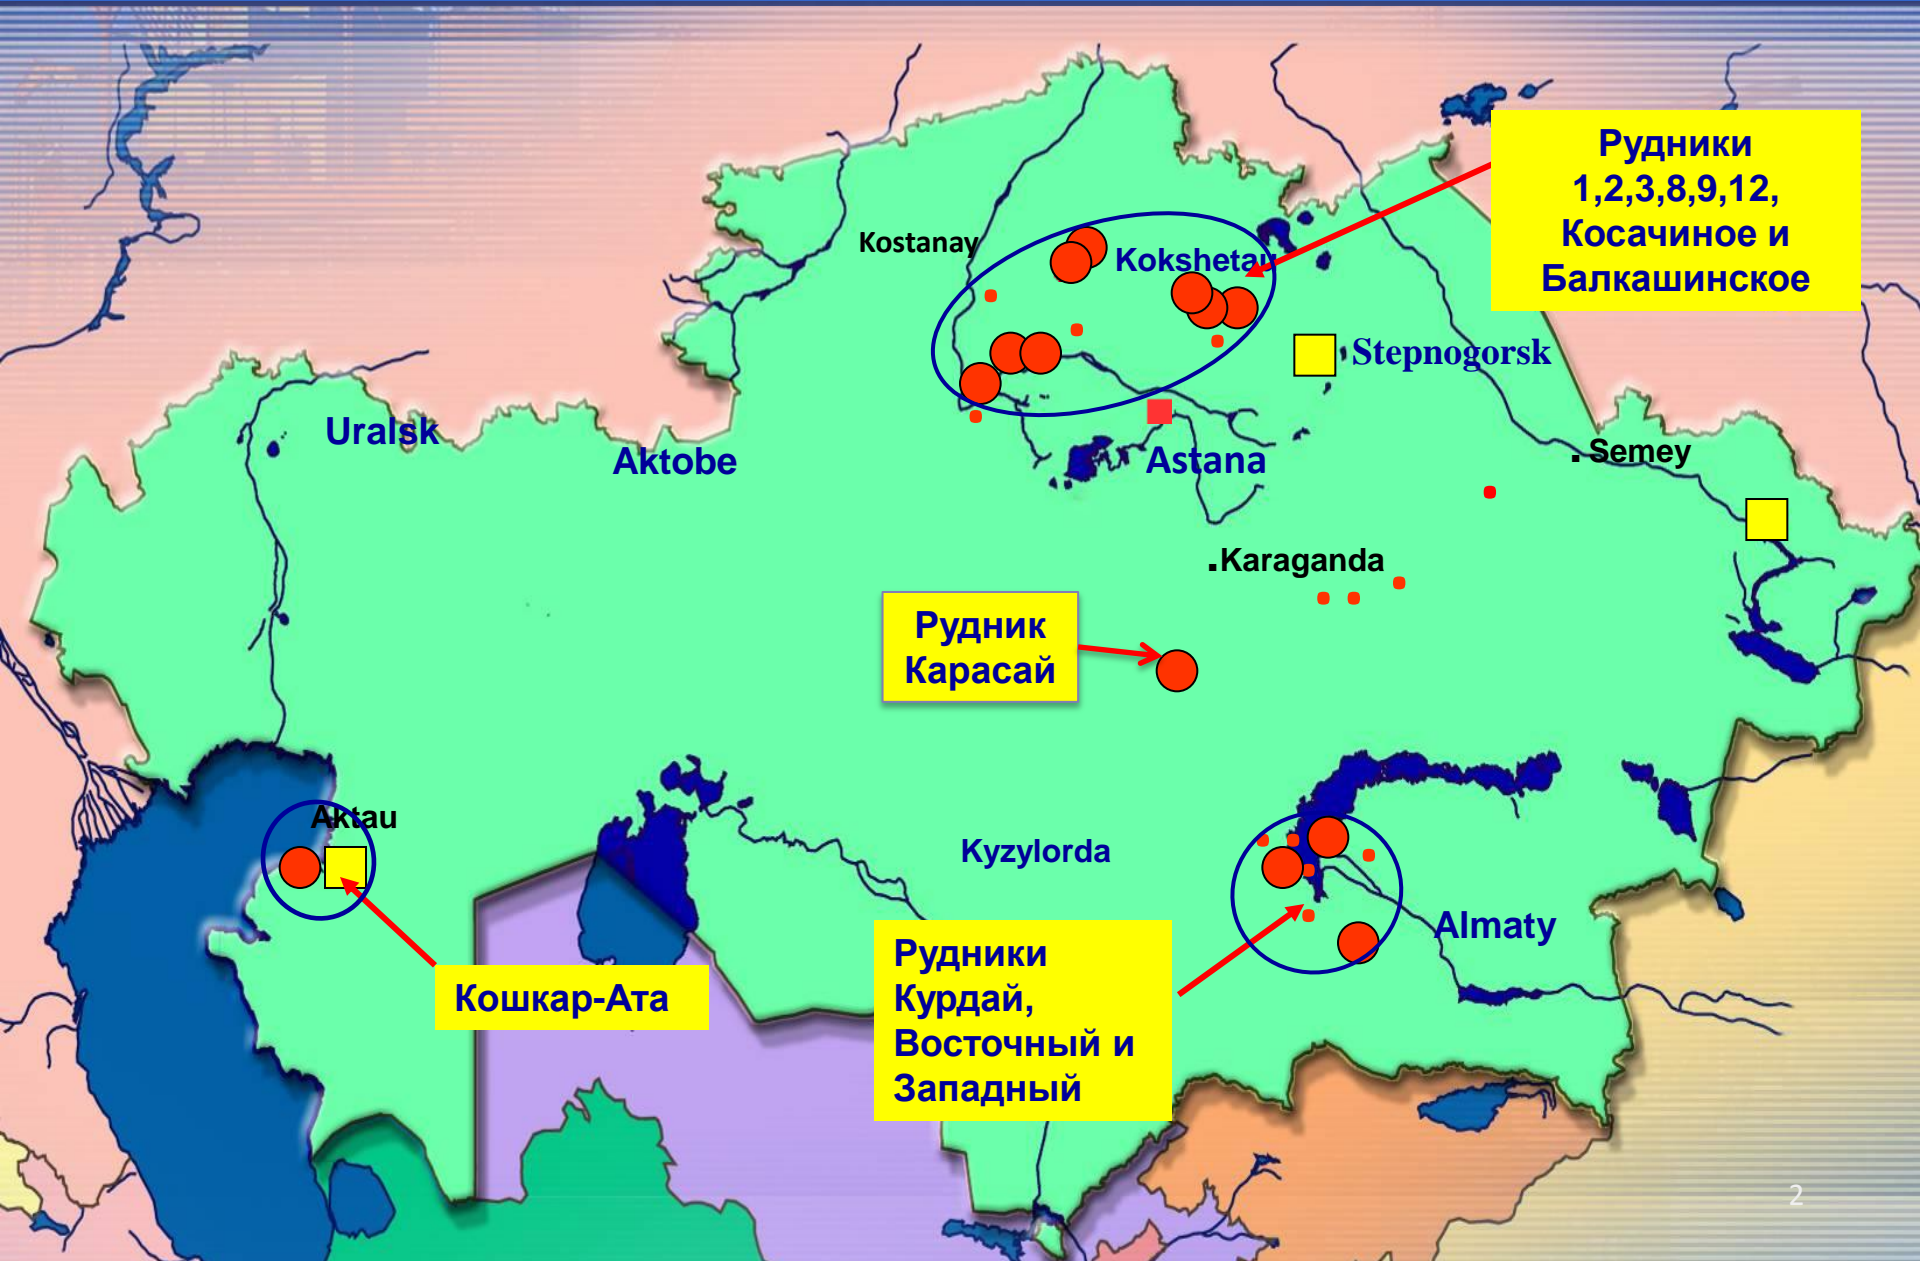 Рудники
1,2,3,8,9,12,
Косачиное и
Балкашинское
Kostanay
Kokshetau
Stepnogorsk
Uralsk
Aktobe
Astana
Semey
Karaganda
Рудник
Карасай
Aktau
Kyzylorda
Almaty
Кошкар-Ата
Рудники
Курдай,
Восточный и
Западный
2